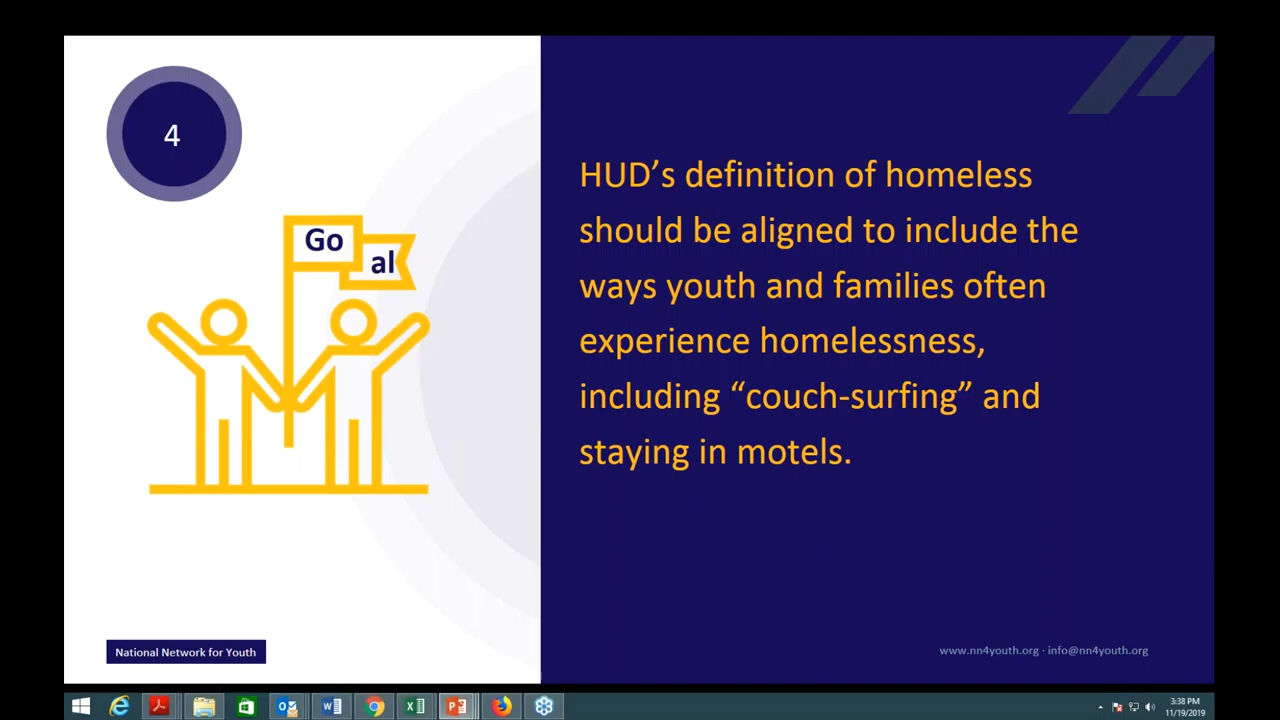 4
Go
al
HUD’s definition of homeless
should be aligned to include the
ways youth and families often
experience homelessness,
including “couch-surfing” and
staying in motels.
National Network for Youth
www.nn4youth.org · info@nn4youth.org
3:38 PM
11/19/2019